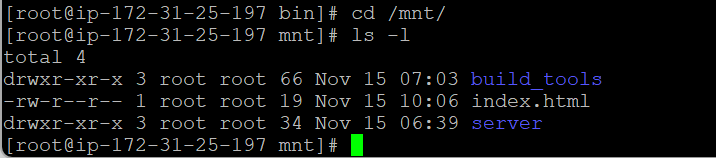 [root@ip-172-31-25-197 bin]# cd /mnt/
[root@ip-172-31-25-197 mnt]# ls -l
total 4
drwxr-xr-x 3 root root 66 Nov 15 07:03 build_tools
-rw-r--r-- 1 root root 19 Nov 15 10:06 index.html
drwxr-xr-x 3 root root 34 Nov 15 06:39 server
[root@ip-172-31-25-197 mnt]#